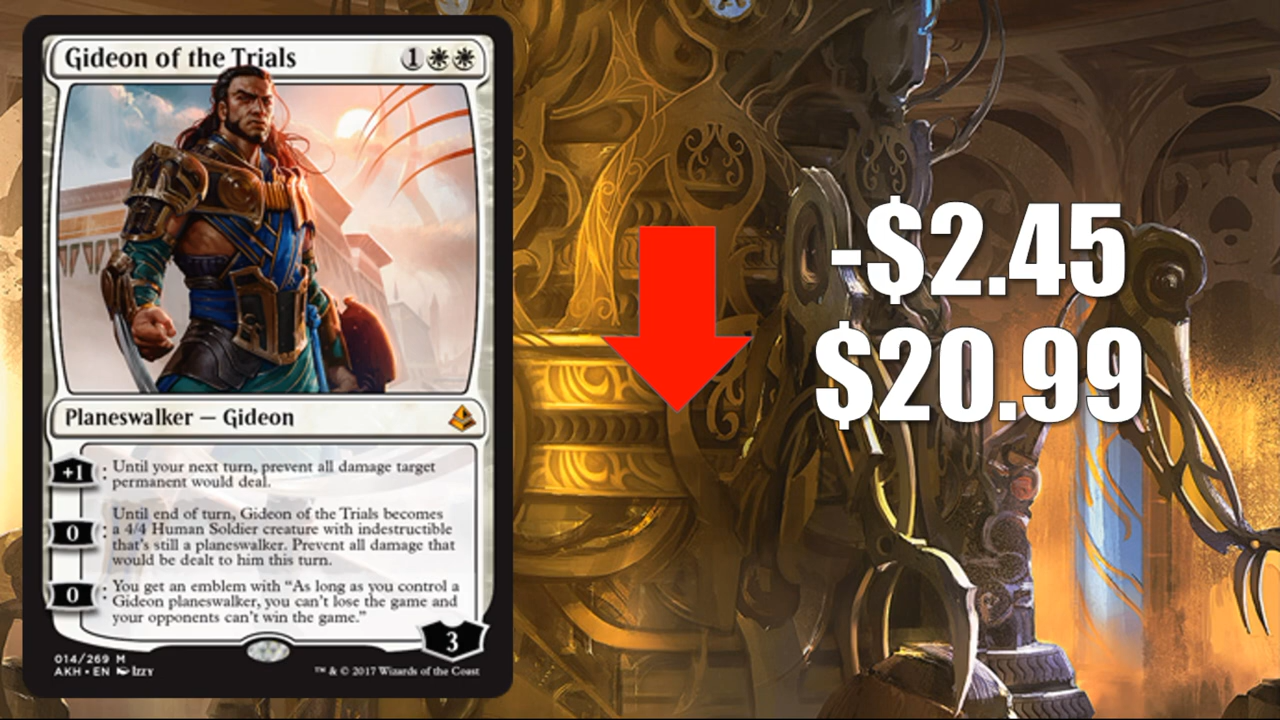 Gideon of the Trials 1
Planeswalker — Gideon
+1 : Until your next turn, prevent all damage target
permanent would deal.
0 : Until end of turn, Gideon of the Trials becomes
a 4/4 Human Soldier creature with indestructible
that's still a planeswalker. Prevent all damage that
would be dealt to him this turn.
0 : You get an emblem with “As long as you control a
Gideon planeswalker, you can't lose the game and
your opponents can't win the game.”
3
014/269 M
AKH • EN Izzy
™ & © 2017 Wizards of the Coast
-$2.45
$20.99